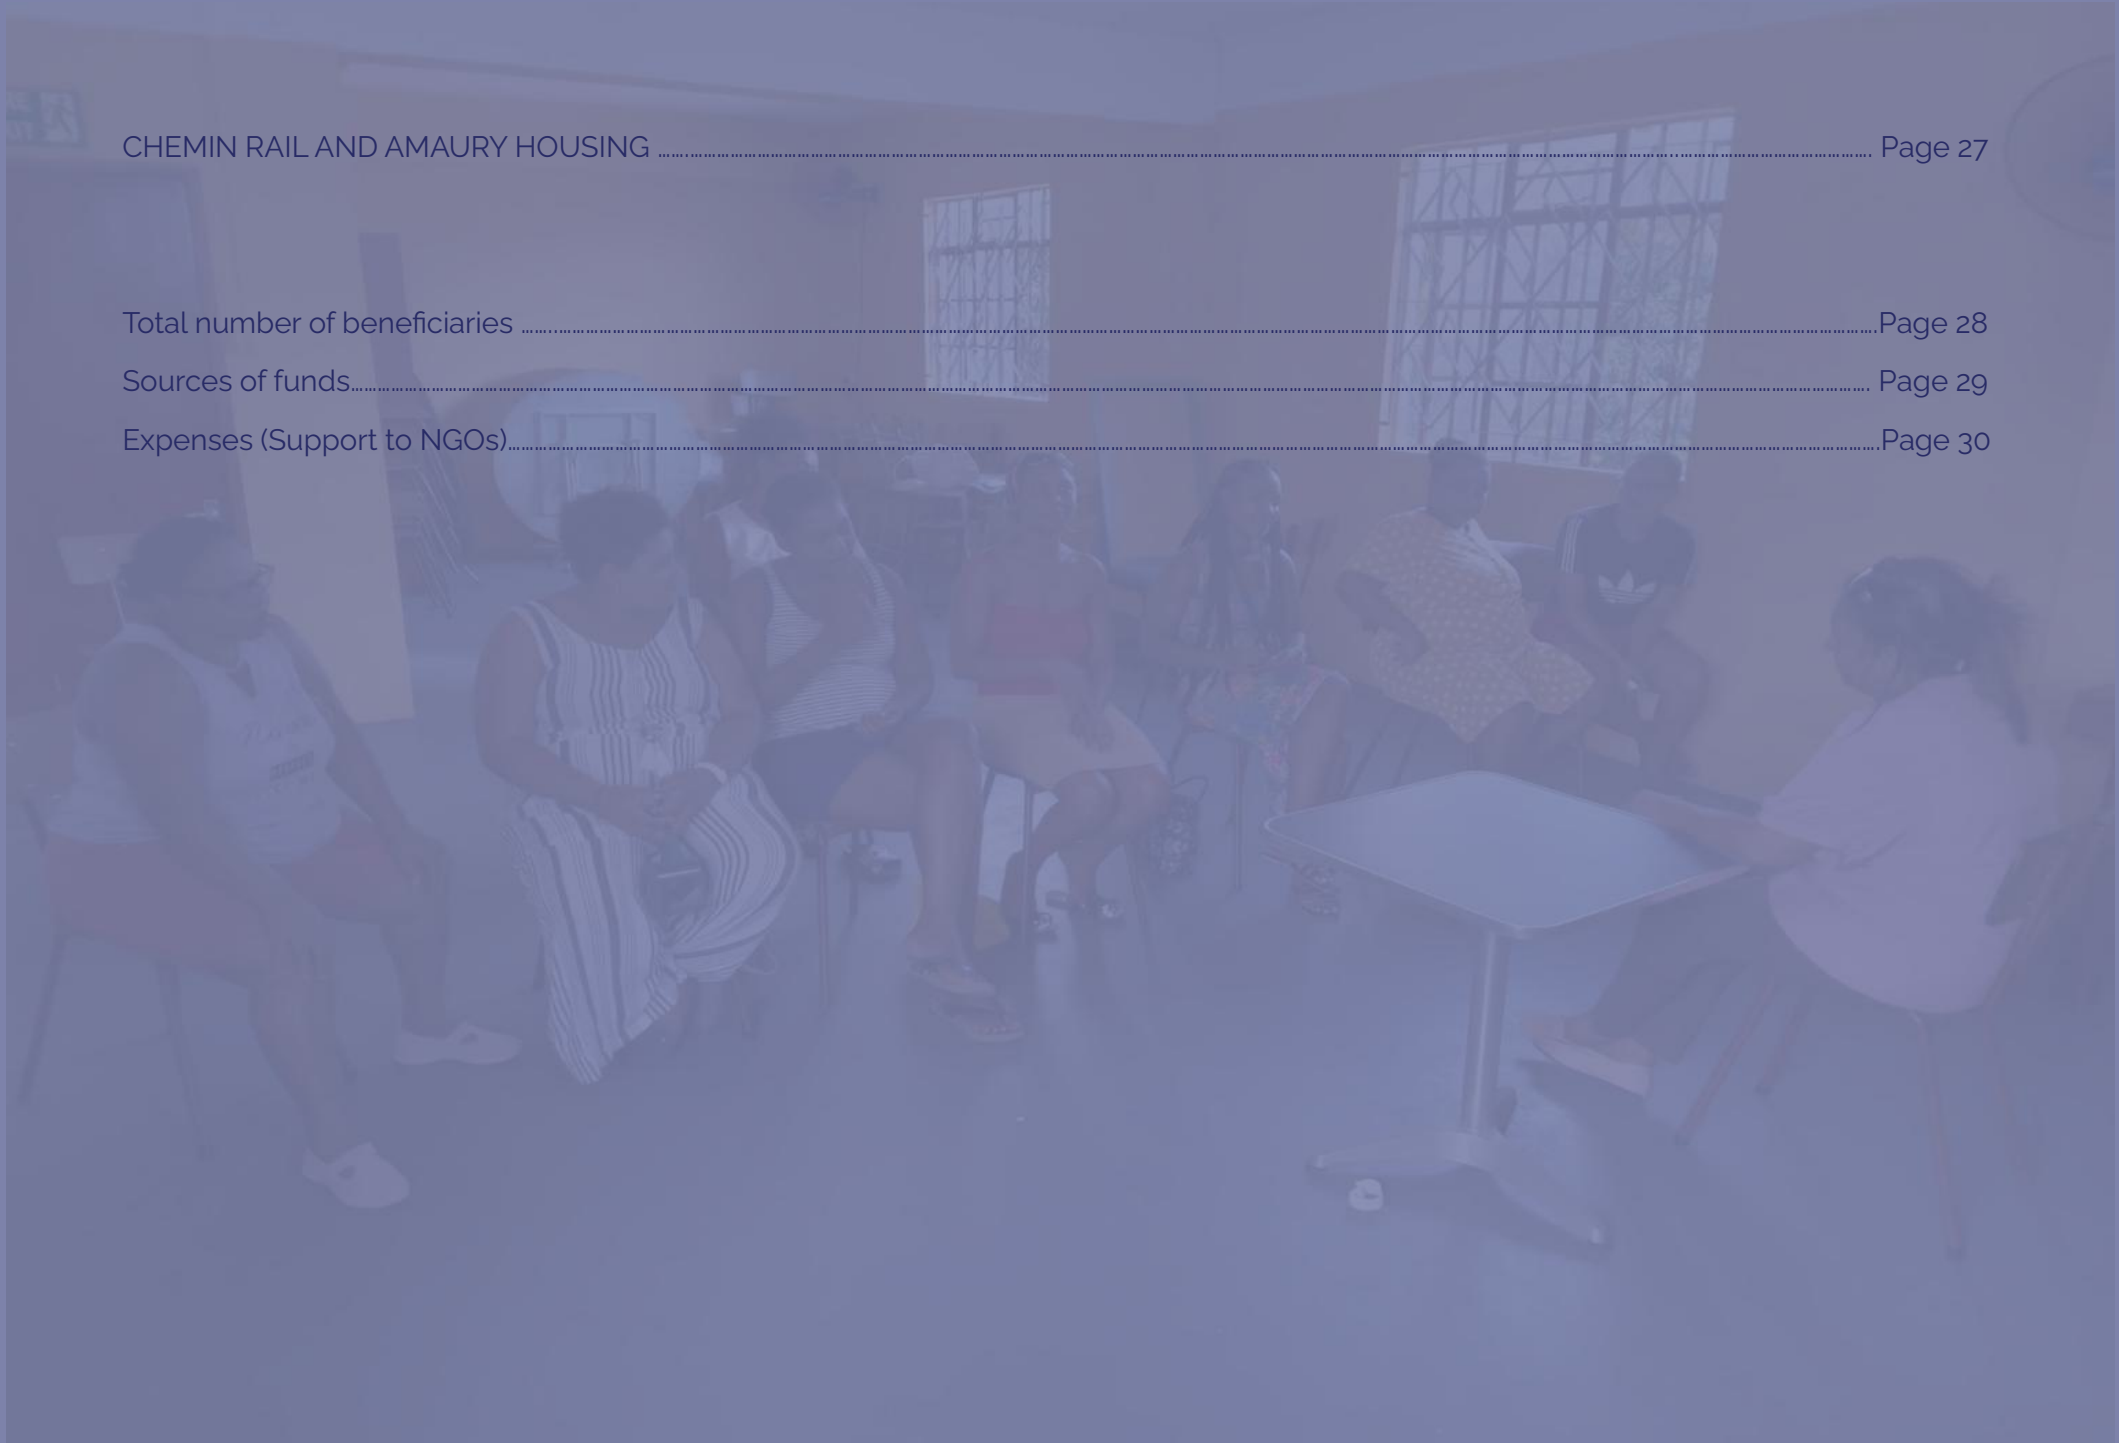 CHEMIN RAIL AND AMAURY HOUSING ........................................ Page 27
Total number of beneficiaries ........................................Page 28
Sources of funds........................................ Page 29
Expenses (Support to NGOs)........................................Page 30